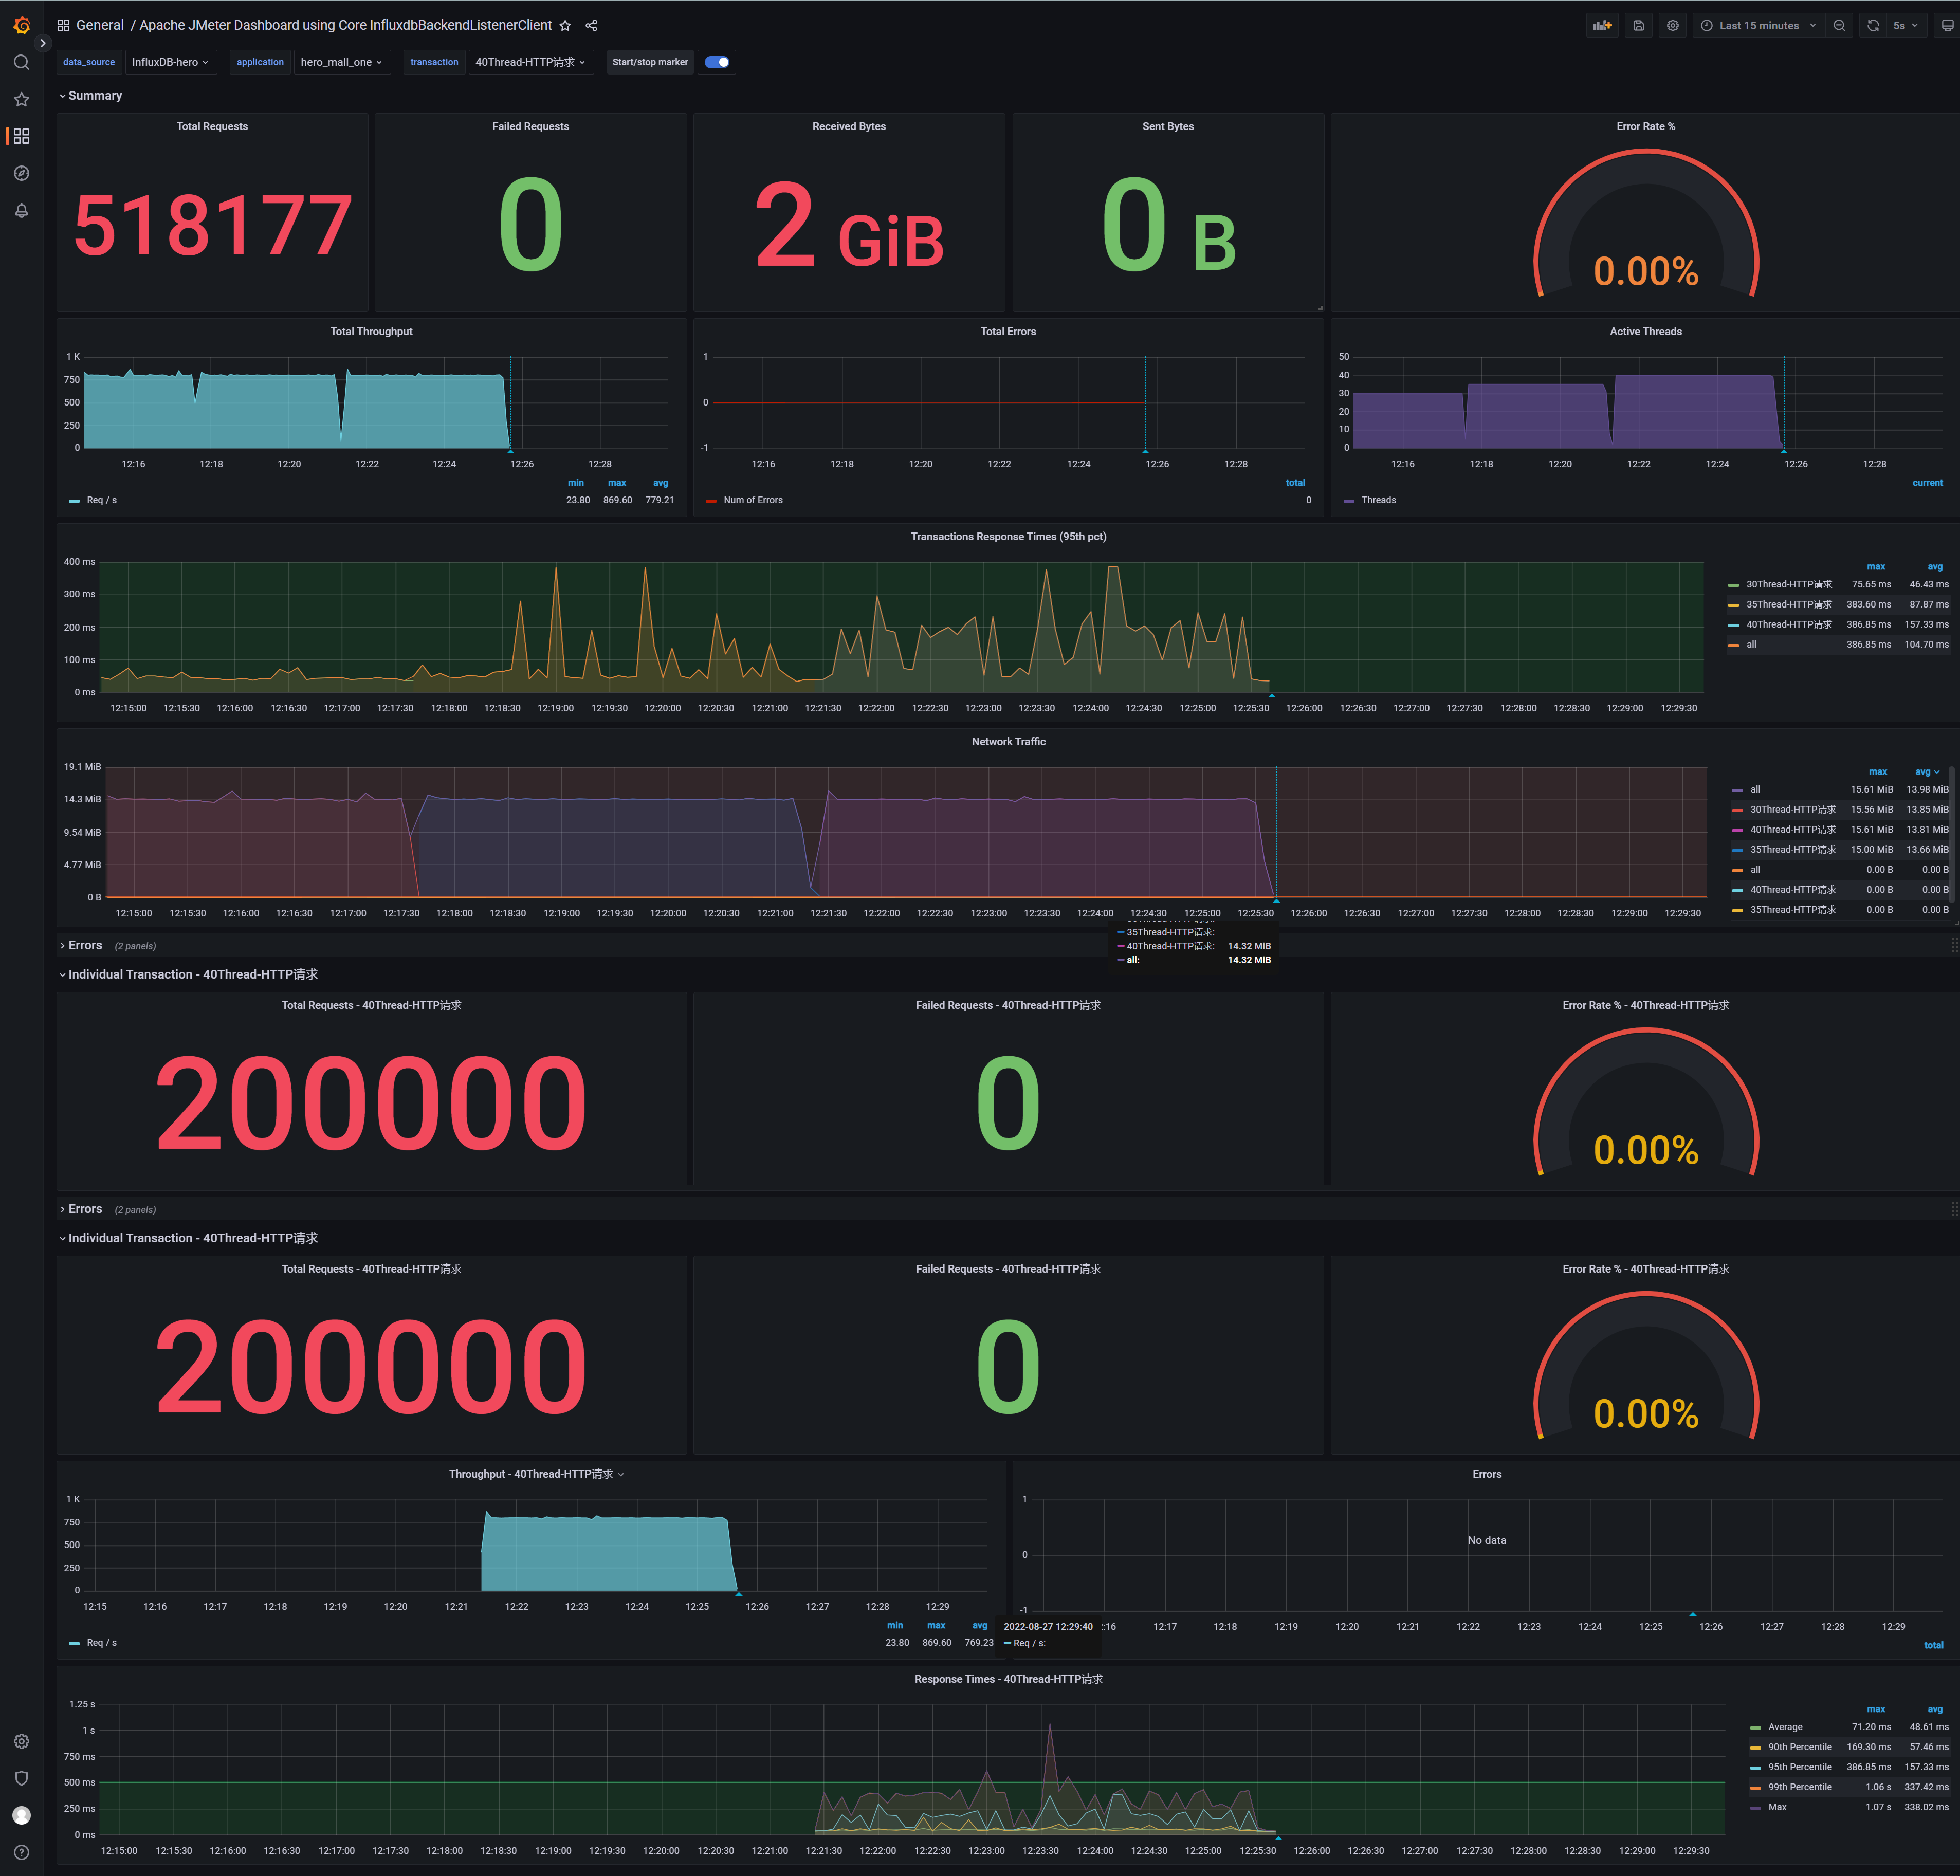 General / Apache JMeter Dashboard using Core InfluxdbBackendListenerClient
Last 15 minutes 5s
data_source InfluxDB-hero application hero_mall_one transaction 40Thread-HTTP请求 Start/stop marker
Summary
Total Requests Failed Requests Received Bytes Sent Bytes Error Rate %
518177 0 2 GiB 0 B 0.00%
Total Throughput
1 K
750
500
250
0
12:16 12:18 12:20 12:22 12:24 12:26 12:28
min max avg
Req / s 23.80 869.60 779.21
Total Errors
1
0
-1
12:16 12:18 12:20 12:22 12:24 12:26 12:28
total
Num of Errors 0
Active Threads
50
40
30
20
10
0
12:16 12:18 12:20 12:22 12:24 12:26 12:28
current
Threads
Transactions Response Times (95th pct)
400 ms
300 ms
200 ms
100 ms
0 ms
12:15:00 12:15:30 12:16:00 12:16:30 12:17:00 12:17:30 12:18:00 12:18:30 12:19:00 12:19:30 12:20:00 12:20:30 12:21:00 12:21:30 12:22:00 12:22:30 12:23:00 12:23:30 12:24:00 12:24:30 12:25:00 12:25:30 12:26:00 12:26:30 12:27:00 12:27:30 12:28:00 12:28:30 12:29:00 12:29:30
max avg
30Thread-HTTP请求 75.65 ms 46.43 ms
35Thread-HTTP请求 383.60 ms 87.87 ms
40Thread-HTTP请求 386.85 ms 157.33 ms
all 386.85 ms 104.70 ms
Network Traffic
19.1 MiB
14.3 MiB
9.54 MiB
4.77 MiB
0 B
12:15:00 12:15:30 12:16:00 12:16:30 12:17:00 12:17:30 12:18:00 12:18:30 12:19:00 12:19:30 12:20:00 12:20:30 12:21:00 12:21:30 12:22:00 12:22:30 12:23:00 12:23:30 12:24:00 12:24:30 12:25:00 12:25:30 12:26:00 12:26:30 12:27:00 12:27:30 12:28:00 12:28:30 12:29:00 12:29:30
max avg
all 15.61 MiB 13.98 MiB
30Thread-HTTP请求 15.56 MiB 13.85 MiB
40Thread-HTTP请求 15.61 MiB 13.81 MiB
35Thread-HTTP请求 15.00 MiB 13.66 MiB
all 0.00 B 0.00 B
40Thread-HTTP请求 0.00 B 0.00 B
35Thread-HTTP请求 0.00 B 0.00 B
35Thread-HTTP请求:
40Thread-HTTP请求: 14.32 MiB
all: 14.32 MiB
Errors (2 panels)
Individual Transaction - 40Thread-HTTP请求
Total Requests - 40Thread-HTTP请求 Failed Requests - 40Thread-HTTP请求 Error Rate % - 40Thread-HTTP请求
200000 0 0.00%
Errors (2 panels)
Individual Transaction - 40Thread-HTTP请求
Total Requests - 40Thread-HTTP请求 Failed Requests - 40Thread-HTTP请求 Error Rate % - 40Thread-HTTP请求
200000 0 0.00%
Throughput - 40Thread-HTTP请求
1 K
750
500
250
0
12:15 12:16 12:17 12:18 12:19 12:20 12:21 12:22 12:23 12:24 12:25 12:26 12:27 12:28 12:29
min max avg
Req / s 23.80 869.60 769.23
Errors
1
0
-1
No data
:16 12:17 12:18 12:19 12:20 12:21 12:22 12:23 12:24 12:25 12:26 12:27 12:28 12:29
total
2022-08-27 12:29:40
Req / s:
Response Times - 40Thread-HTTP请求
1.25 s
1 s
750 ms
500 ms
250 ms
0 ms
12:15:00 12:15:30 12:16:00 12:16:30 12:17:00 12:17:30 12:18:00 12:18:30 12:19:00 12:19:30 12:20:00 12:20:30 12:21:00 12:21:30 12:22:00 12:22:30 12:23:00 12:23:30 12:24:00 12:24:30 12:25:00 12:25:30 12:26:00 12:26:30 12:27:00 12:27:30 12:28:00 12:28:30 12:29:00 12:29:30
max avg
Average 71.20 ms 48.61 ms
90th Percentile 169.30 ms 57.46 ms
95th Percentile 386.85 ms 157.33 ms
99th Percentile 1.06 s 337.42 ms
Max 1.07 s 338.02 ms